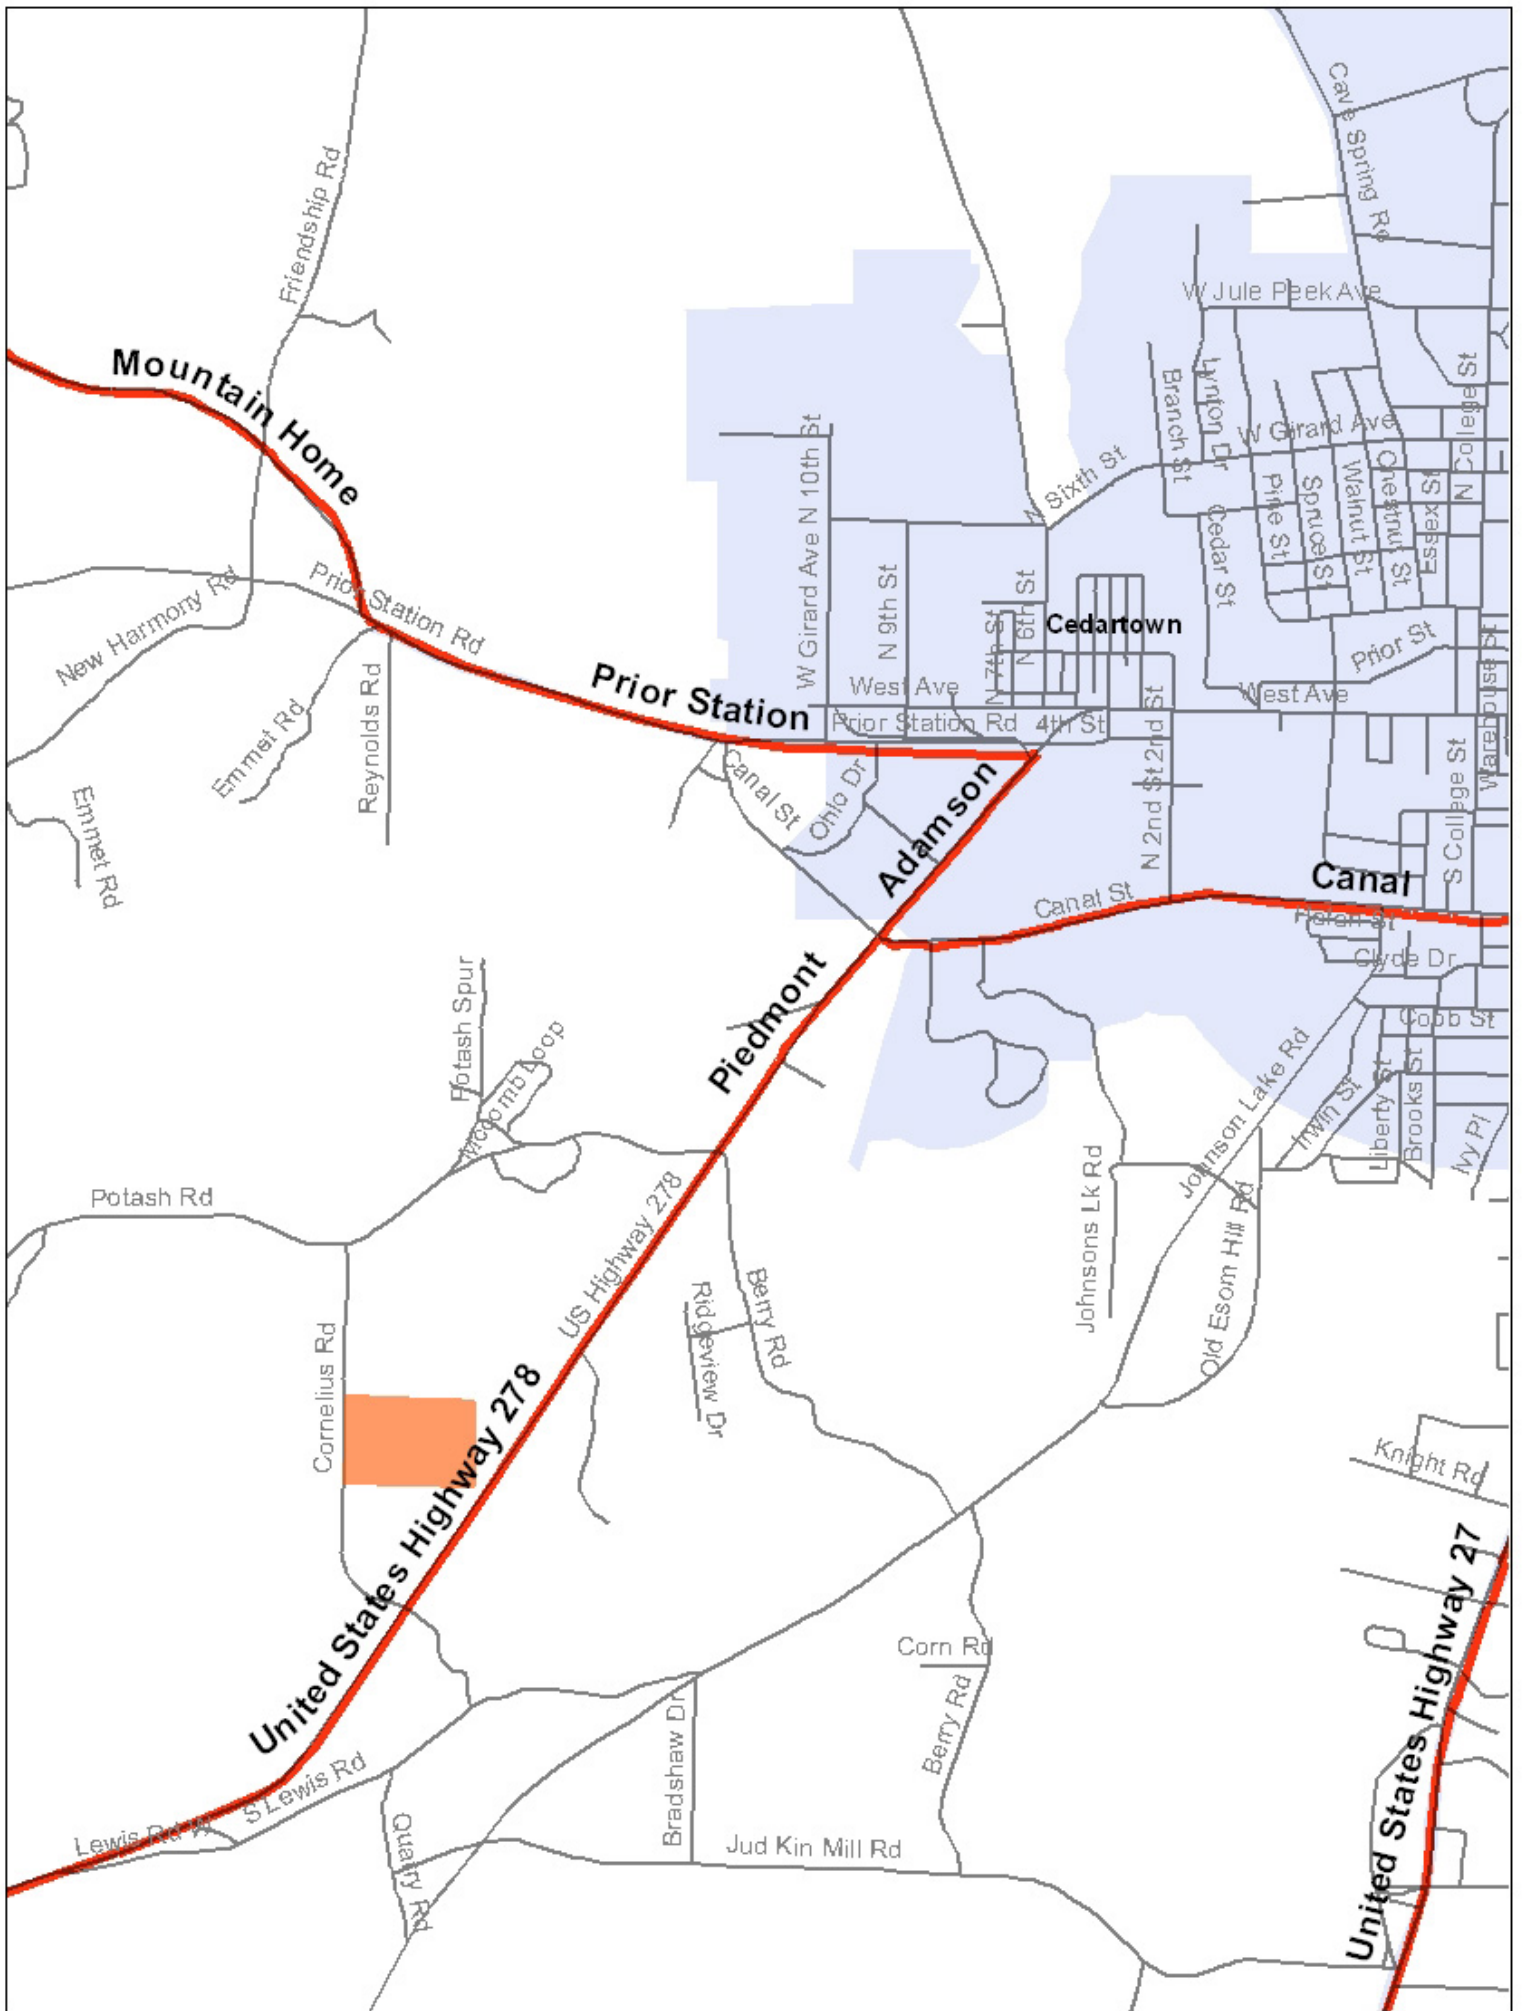 Cave Spring Rd
Friendship Rd
W Jule Peek Ave
Mountain Home
Lynton Dr
Branch St
N College St
W Girard Ave
N 10th St
N Sixth St
Pine St
Spruce St
Walnut St
Chestnut St
Essex St
Cedar St
W Girard Ave
N 9th St
N 6th St
N 7th St
Cedartown
New Harmony Rd
Prior Station Rd
Prior St
Warehouse St
West Ave
West Ave
Prior Station
Prior Station Rd
4th St
2nd St
N 2nd St
Emmet Rd
Reynolds Rd
Canal St
Ohio Dr
Adamson
S College St
Emmet Rd
Canal
Canal St
Clyde Dr
Potash Spur
Piedmont
Mccomb Loop
Cobb St
Johnson Lake Rd
Irwin St
Liberty St
Brooks St
Ivy Pl
Potash Rd
US Highway 278
Johnsons Lk Rd
Old Esom Hill Rd
Berry Rd
Ridgeview Dr
Cornelius Rd
United States Highway 278
Knight Rd
United States Highway 27
Corn Rd
Berry Rd
Bradshaw Dr
S Lewis Rd
Lewis Rd W
Quarry Rd
Jud Kin Mill Rd